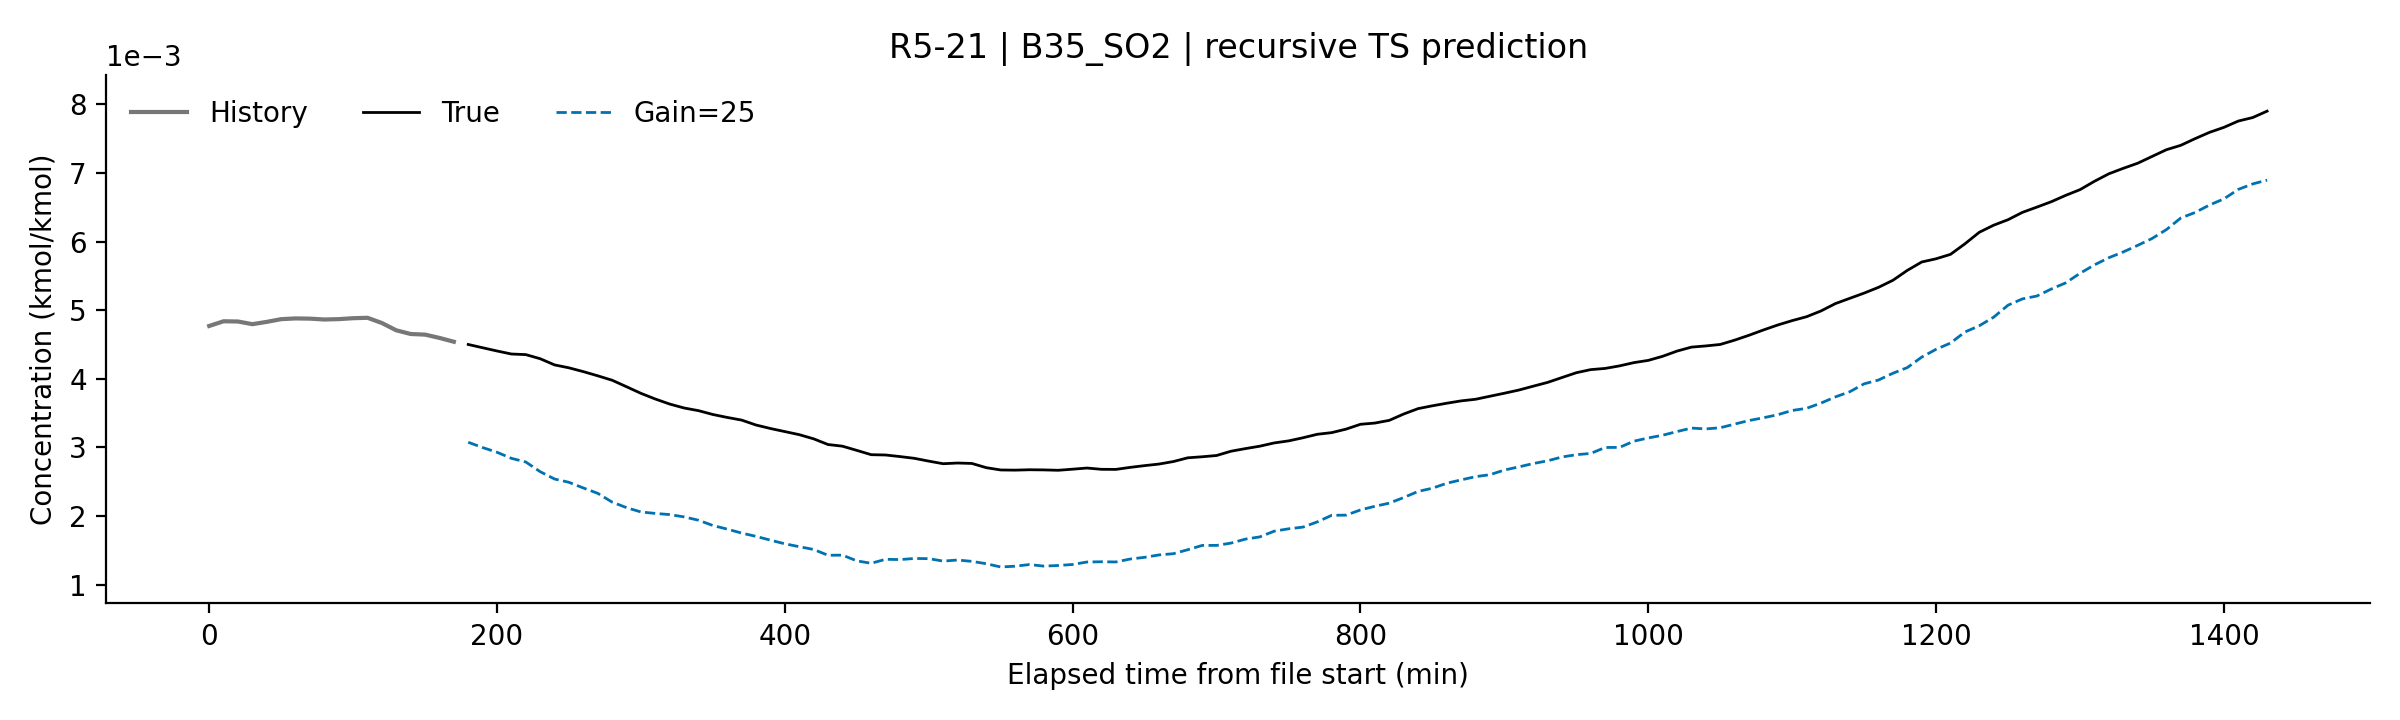 R5-21 | B35_SO2 | recursive TS prediction
1e−3
History True Gain=25
Concentration (kmol/kmol)
8
7
6
5
4
3
2
1
0 200 400 600 800 1000 1200 1400
Elapsed time from file start (min)